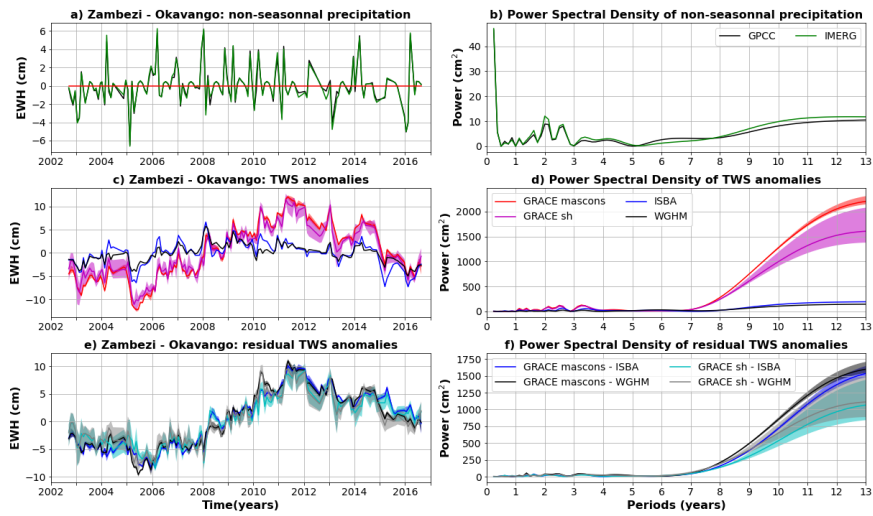 a) Zambezi - Okavango: non-seasonnal precipitation
EWH (cm)
6
4
2
0
−2
−4
−6
2002 2004 2006 2008 2010 2012 2014 2016
b) Power Spectral Density of non-seasonnal precipitation
GPCC IMERG
Power (cm²)
40
30
20
10
0
0 1 2 3 4 5 6 7 8 9 10 11 12 13
c) Zambezi - Okavango: TWS anomalies
EWH (cm)
10
5
0
−5
−10
2002 2004 2006 2008 2010 2012 2014 2016
d) Power Spectral Density of TWS anomalies
GRACE mascons ISBA
GRACE sh WGHM
Power (cm²)
2000
1500
1000
500
0
0 1 2 3 4 5 6 7 8 9 10 11 12 13
e) Zambezi - Okavango: residual TWS anomalies
EWH (cm)
10
5
0
−5
−10
2002 2004 2006 2008 2010 2012 2014 2016
Time(years)
f) Power Spectral Density of residual TWS anomalies
GRACE mascons - ISBA GRACE sh - ISBA
GRACE mascons - WGHM GRACE sh - WGHM
Power (cm²)
1750
1500
1250
1000
750
500
250
0
0 1 2 3 4 5 6 7 8 9 10 11 12 13
Periods (years)